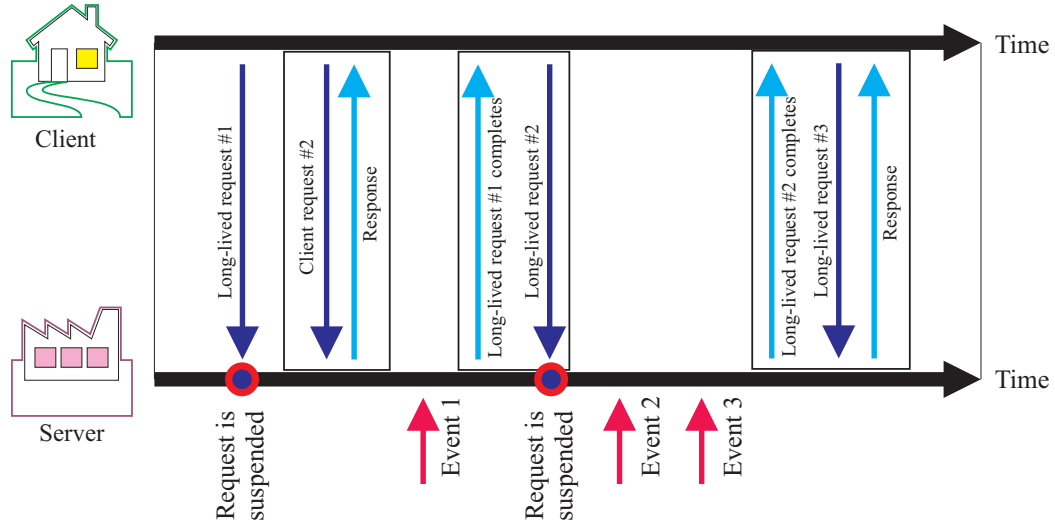 Time
Client
Long-lived request #1
Client request #2
Response
Long-lived request #1 completes
Long-lived request #2
Long-lived request #2 completes
Long-lived request #3
Response
Time
Server
Request is
suspended
Event 1
Request is
suspended
Event 2
Event 3